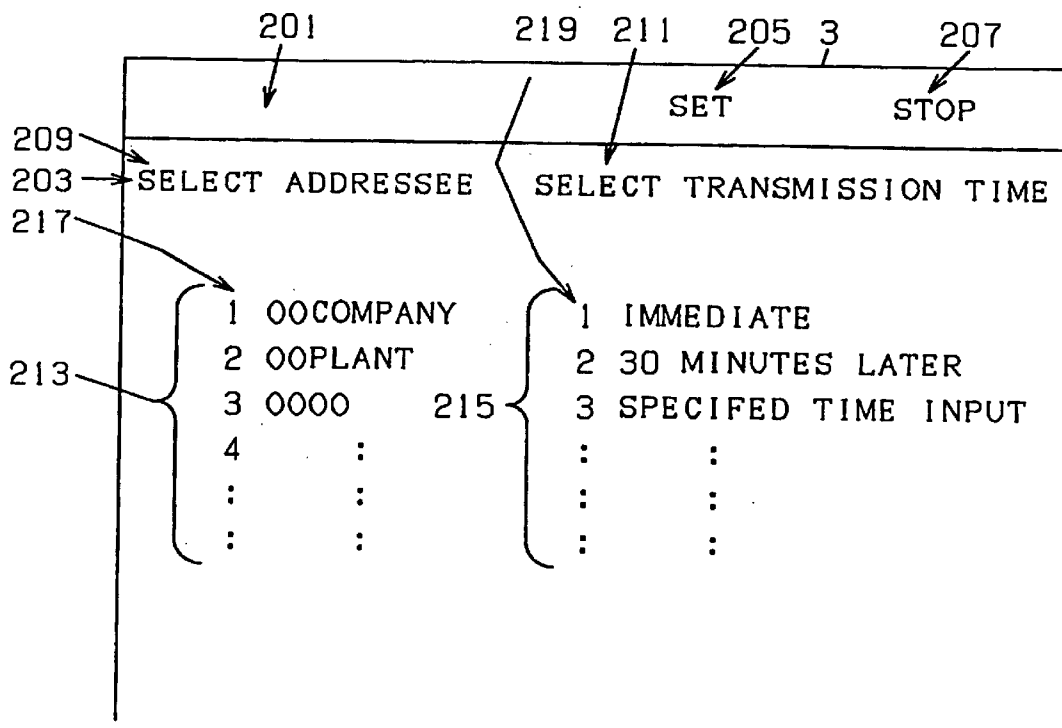 201 219 211 205 3 207
SET STOP
209
203 SELECT ADDRESSEE SELECT TRANSMISSION TIME
217
1 OOCOMPANY 1 IMMEDIATE
2 OOPLANT 2 30 MINUTES LATER
213 3 OOOO 215 3 SPECIFED TIME INPUT
4 : : :
: : : :
: : : :